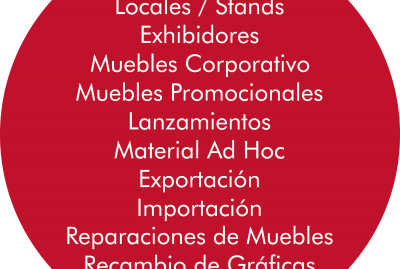 Locales / Stands
Exhibidores
Muebles Corporativo
Muebles Promocionales
Lanzamientos
Material Ad Hoc
Exportación
Importación
Reparaciones de Muebles
Recambio de Gráficas